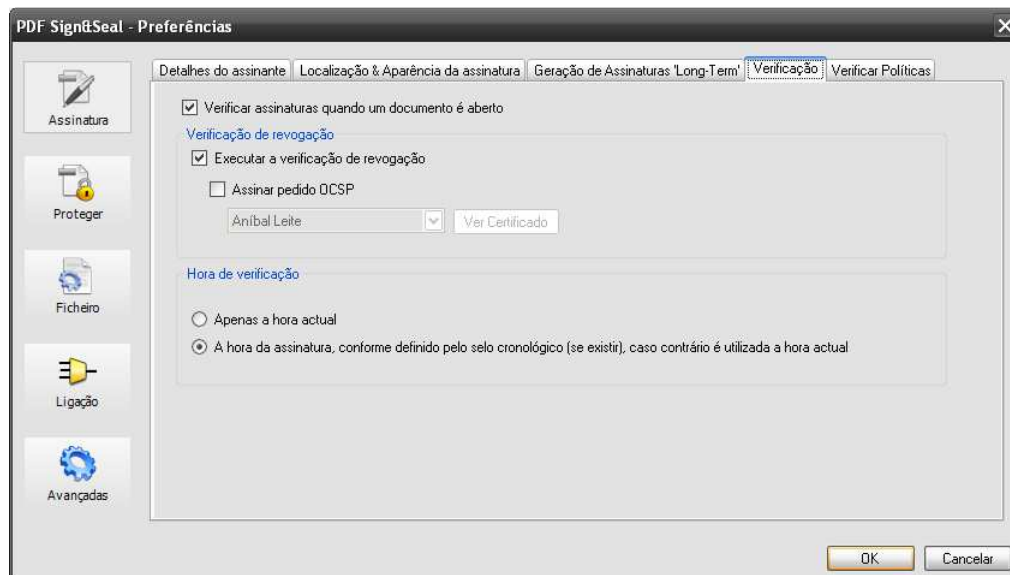 PDF Sign&Seal - Preferências
Detalhes do assinante Localização & Aparência da assinatura Geração de Assinaturas 'Long-Term' Verificação Verificar Políticas
Assinatura
Proteger
Ficheiro
Ligação
Avançadas
Verificar assinaturas quando um documento é aberto
Verificação de revogação
Executar a verificação de revogação
Assinar pedido OCSP
Aníbal Leite Ver Certificado
Hora de verificação
Apenas a hora actual
A hora da assinatura, conforme definido pelo selo cronológico (se existir), caso contrário é utilizada a hora actual
OK Cancelar